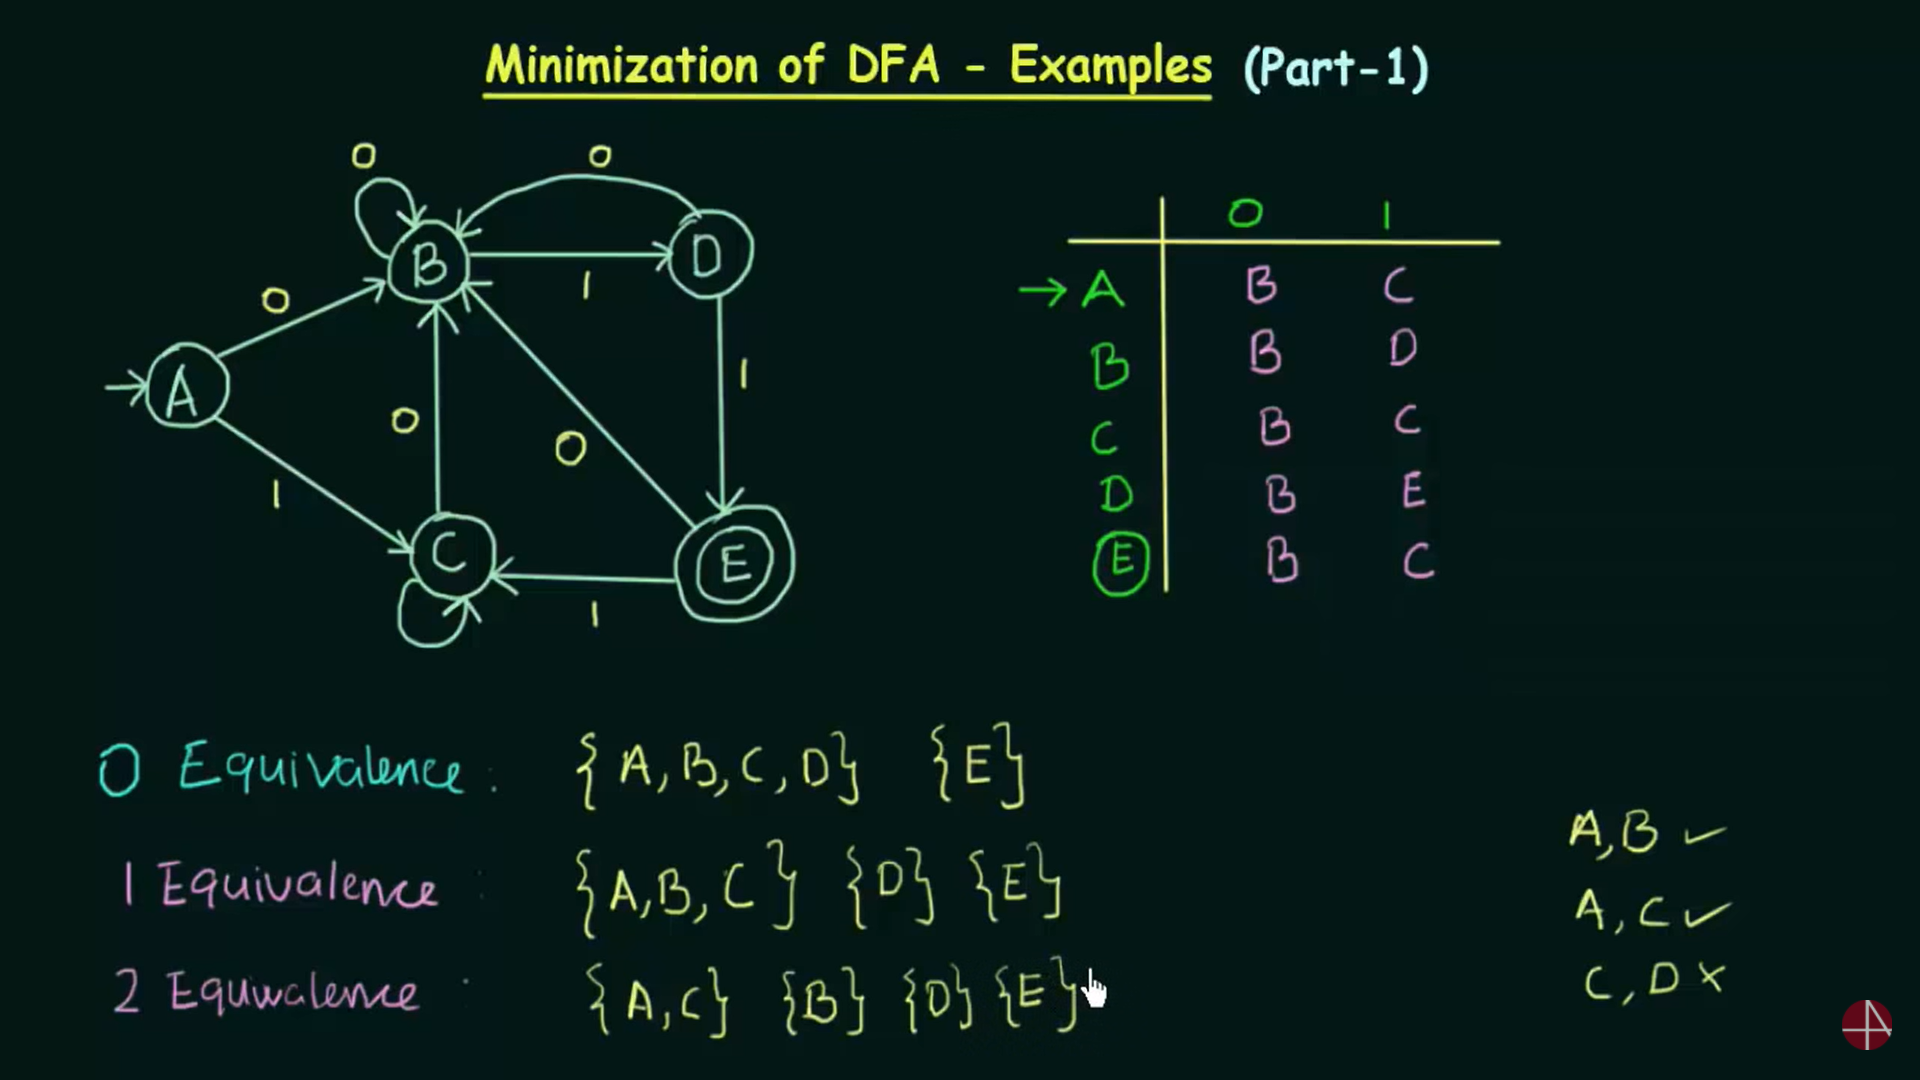 Minimization of DFA - Examples (Part-1)
0
0
B
D
1
0
1
A
0
0
1
C
E
1
0 1
→ A B C
B B D
C B C
D B E
E B C
0 Equivalence : {A, B, C, D} {E}
1 Equivalence : {A, B, C} {D} {E}
2 Equwalence : {A, C} {B} {D} {E}
A, B ✓
A, C ✓
C, D ×